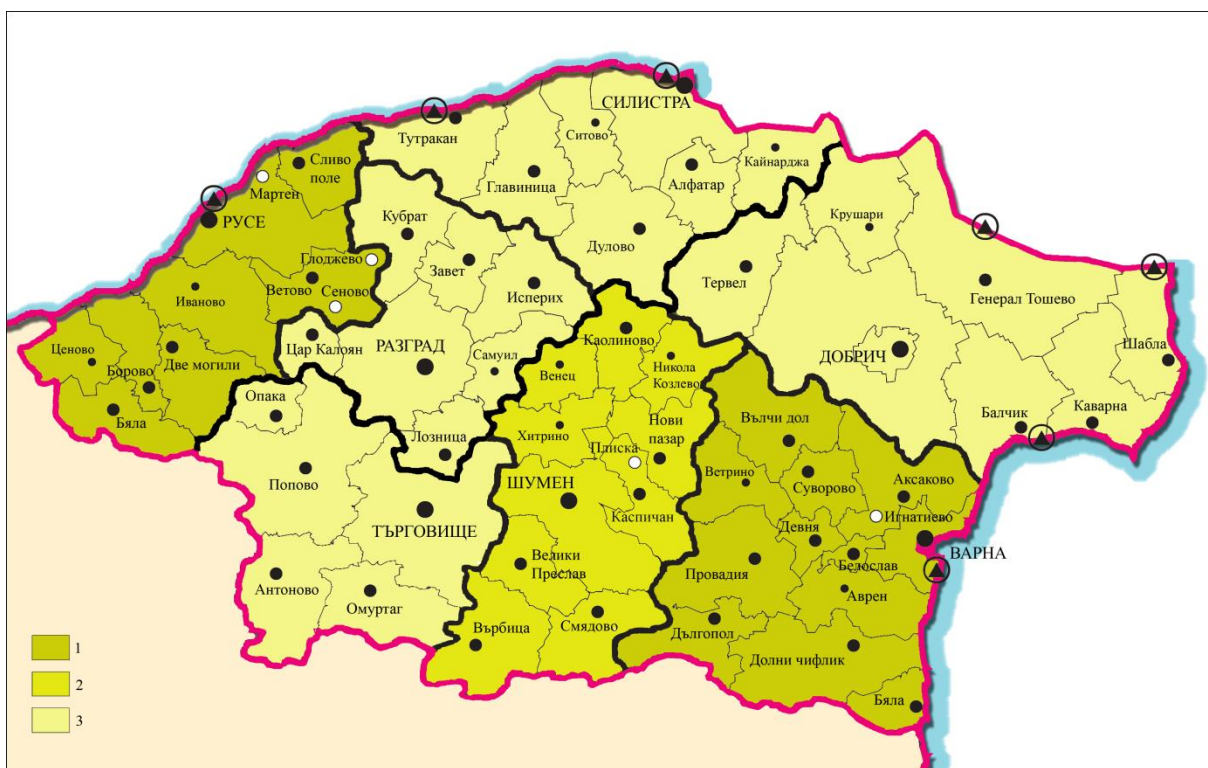 СИЛИСТРА
Тутракан
Ситово
Кайнарджа
Сливо
поле
Мартен
Главиница
Алфатар
РУСЕ
Кубрат
Крушари
Дулово
Глоджево
Завет
Ветово
Сеново
Исперих
Тервел
Иваново
Генерал Тошево
Каолиново
Ценово
Борово
Две могили
Цар Калоян
РАЗГРАД
Самуил
Венец
Никола
Козлево
ДОБРИЧ
Шабла
Бяла
Опака
Лозница
Хитрино
Нови
пазар
Вълчи дол
Балчик
Каварна
Плиска
Попово
ШУМЕН
Ветрино
Суворово
Аксаково
Каспичан
Игнатиево
ТЪРГОВИЩЕ
Девня
ВАРНА
Велики
Преслав
Провадия
Белослав
Антоново
Омуртаг
Аврен
Върбица
Смядово
Дългопол
Долни чифлик
Бяла
1
2
3